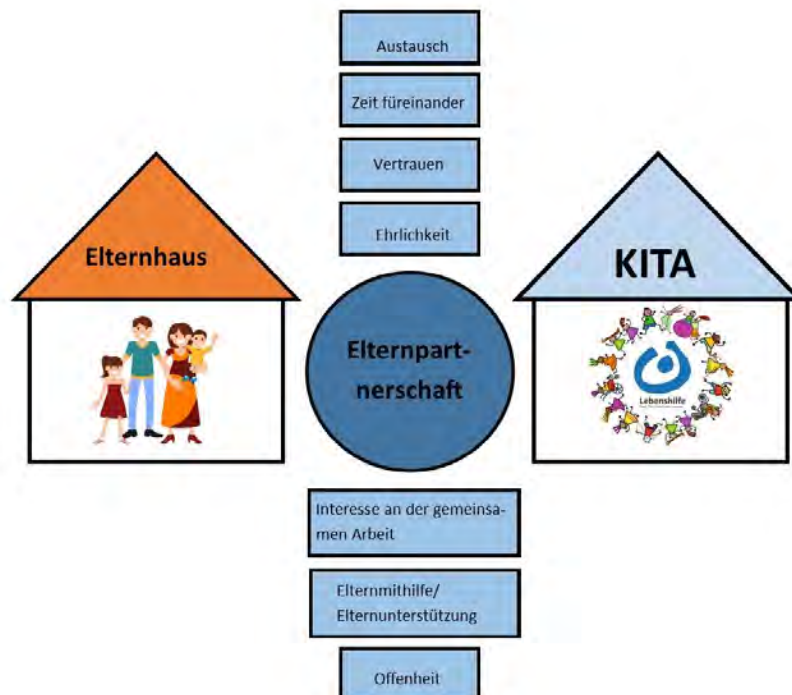 Austausch
Zeit füreinander
Vertrauen
Ehrlichkeit
Elternhaus
KITA
Elternpart-
nerschaft
Lebenshilfe
Interesse an der gemeinsa-
men Arbeit
Elternmithilfe/
Elternunterstützung
Offenheit